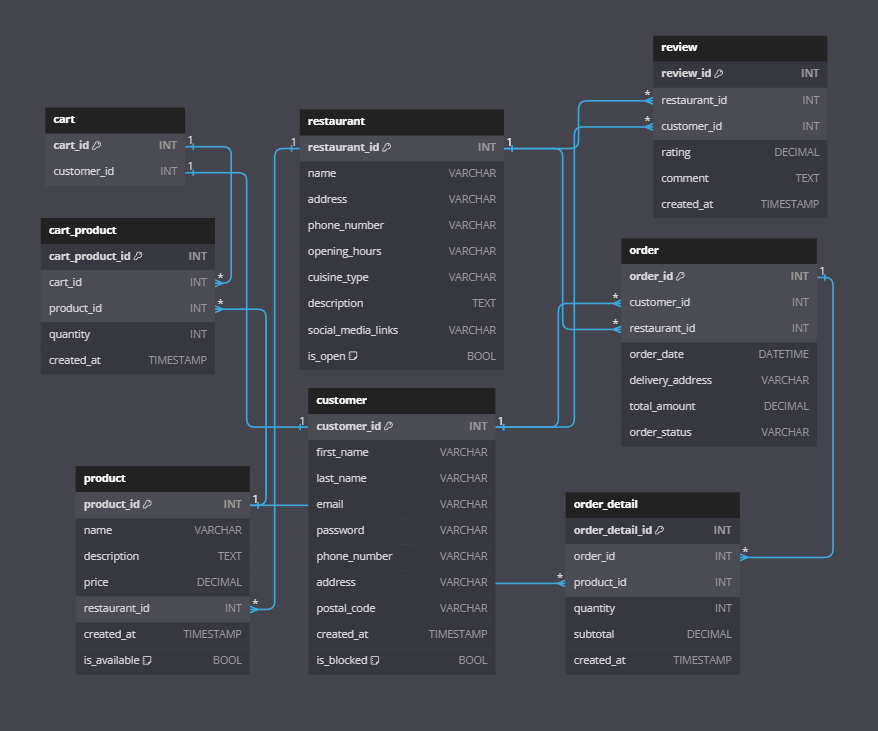 cart
cart_id INT
customer_id INT
1
1
cart_product
cart_product_id INT
cart_id INT
product_id INT
quantity INT
created_at TIMESTAMP
*
*
product
product_id INT
name VARCHAR
description TEXT
price DECIMAL
restaurant_id INT
created_at TIMESTAMP
is_available BOOL
1
*
restaurant
restaurant_id INT
name VARCHAR
address VARCHAR
phone_number VARCHAR
opening_hours VARCHAR
cuisine_type VARCHAR
description TEXT
social_media_links VARCHAR
is_open BOOL
1
1
customer
customer_id INT
first_name VARCHAR
last_name VARCHAR
email VARCHAR
password VARCHAR
phone_number VARCHAR
address VARCHAR
postal_code VARCHAR
created_at TIMESTAMP
is_blocked BOOL
1
1
review
review_id INT
restaurant_id INT
customer_id INT
rating DECIMAL
comment TEXT
created_at TIMESTAMP
*
*
order
order_id INT
customer_id INT
restaurant_id INT
order_date DATETIME
delivery_address VARCHAR
total_amount DECIMAL
order_status VARCHAR
1
*
*
order_detail
order_detail_id INT
order_id INT
product_id INT
quantity INT
subtotal DECIMAL
created_at TIMESTAMP
*
*